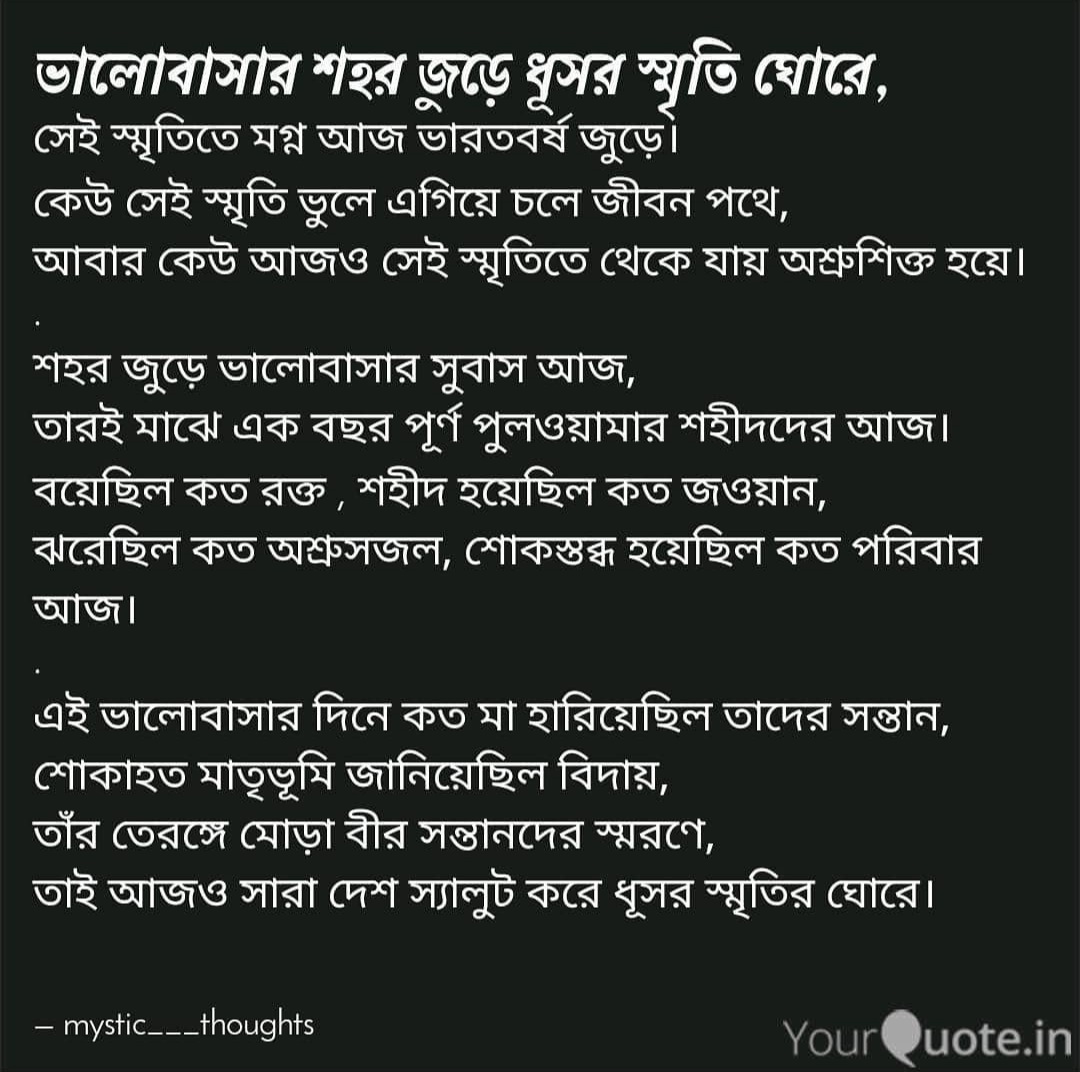 ভালোবাসার শহর জুড়ে ধূসর স্মৃতি ঘোরে,
সেই স্মৃতিতে মগ্ন আজ ভারতবর্ষ জুড়ে।
কেউ সেই স্মৃতি ভুলে এগিয়ে চলে জীবন পথে,
আবার কেউ আজও সেই স্মৃতিতে থেকে যায় অশ্রুশিক্ত হয়ে।
.
শহর জুড়ে ভালোবাসার সুবাস আজ,
তারই মাঝে এক বছর পূর্ণ পুলওয়ামার শহীদদের আজ।
বয়েছিল কত রক্ত , শহীদ হয়েছিল কত জওয়ান,
ঝরেছিল কত অশ্রুসজল, শোকস্তব্ধ হয়েছিল কত পরিবার
আজ।
.
এই ভালোবাসার দিনে কত মা হারিয়েছিল তাদের সন্তান,
শোকাহত মাতৃভূমি জানিয়েছিল বিদায়,
তাঁর তেরঙ্গে মোড়া বীর সন্তানদের স্মরণে,
তাই আজও সারা দেশ স্যালুট করে ধূসর স্মৃতির ঘোরে।
– mystic___thoughts
YourQuote.in